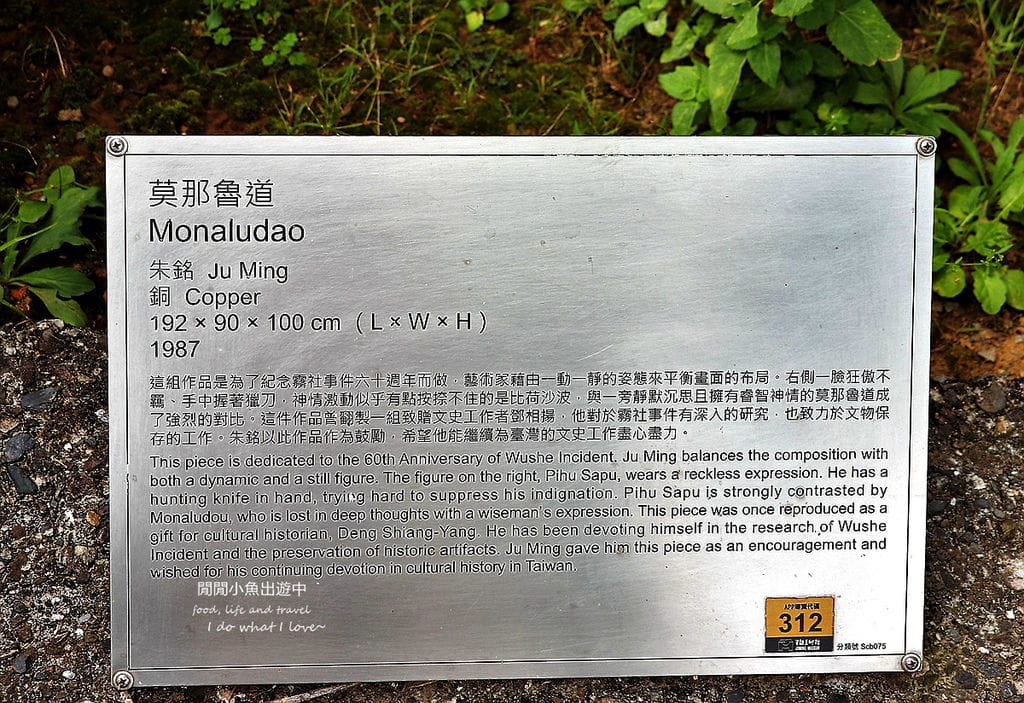 莫那魯道
Monaludao
朱銘 Ju Ming
銅 Copper
192 × 90 × 100 cm ( L × W × H )
1987
這組作品是為了紀念霧社事件六十週年而做，藝術家藉由一動一靜的姿態來平衡畫面的布局。右側一臉狂傲不
羈、手中握著獵刀，神情激動似乎有點按捺不住的是比荷沙波，與一旁靜默沉思且擁有睿智神情的莫那魯道成
了強烈的對比。這件作品曾翻製一組致贈文史工作者鄧相揚，他對於霧社事件有深入的研究，也致力於文物保
存的工作。朱銘以此作品作為鼓勵，希望他能繼續為臺灣的文史工作盡心盡力。
This piece is dedicated to the 60th Anniversary of Wushe Incident. Ju Ming balances the composition with
both a dynamic and a still figure. The figure on the right, Pihu Sapu, wears a reckless expression. He has a
hunting knife in hand, trying hard to suppress his indignation. Pihu Sapu is strongly contrasted by
Monaludou, who is lost in deep thoughts with a wiseman's expression. This piece was once reproduced as a
gift for cultural historian, Deng Shiang-Yang. He has been devoting himself in the research of Wushe
Incident and the preservation of historic artifacts. Ju Ming gave him this piece as an encouragement and
wished for his continuing devotion in cultural history in Taiwan.
閒閒小魚出遊中
food, life and travel
I do what I love~
APP導覽代碼
312
分類號 Scb075